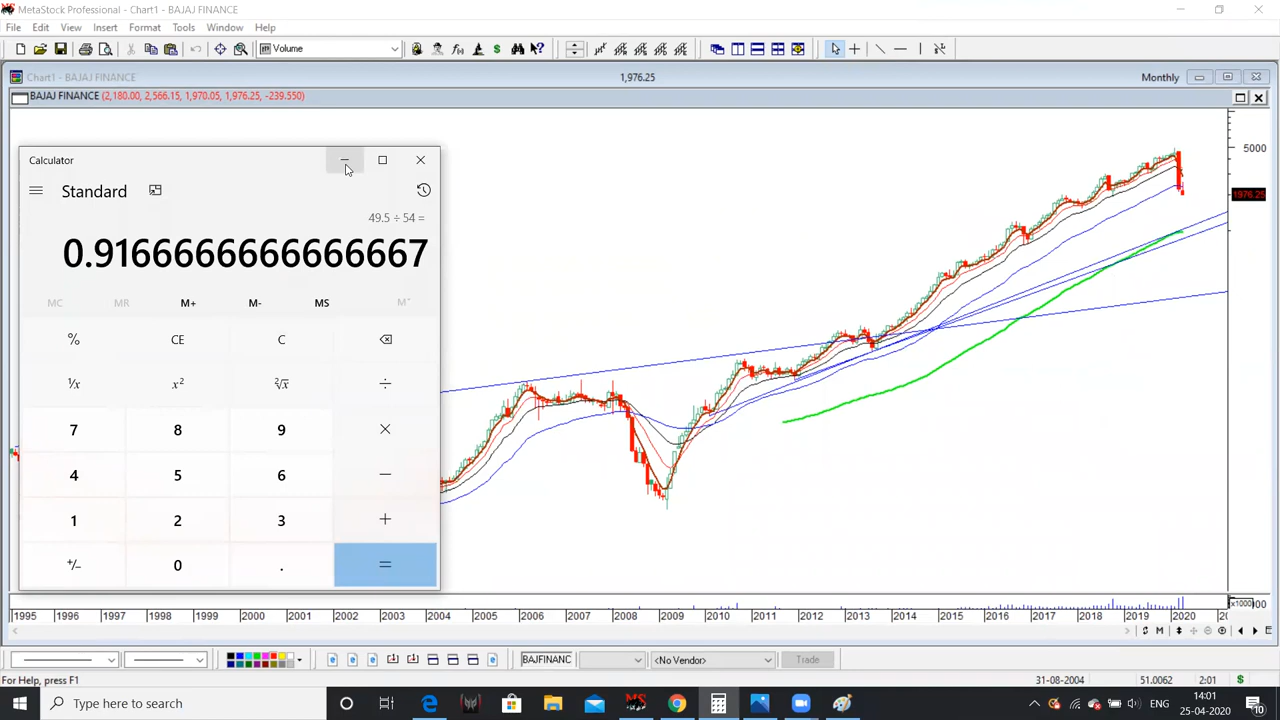 MetaStock Professional - Chart1 - BAJAJ FINANCE
File Edit View Insert Format Tools Window Help
Volume
Chart1 - BAJAJ FINANCE 1,976.25 Monthly
BAJAJ FINANCE (2,180.00, 2,566.15, 1,970.05, 1,976.25, -239.550)
5000
1976.25
Calculator
Standard
49.5 ÷ 54 =
0.9166666666666667
MC MR M+ M- MS M˅
% CE C
¹/x x² ²√x ÷
7 8 9 ×
4 5 6 −
1 2 3 +
+/− 0 . =
x1000
1995 1996 1997 1998 1999 2000 2001 2002 2003 2004 2005 2006 2007 2008 2009 2010 2011 2012 2013 2014 2015 2016 2017 2018 2019 2020
M
BAJFINANC <No Vendor> Trade
For Help, press F1 31-08-2004 51.0062 2:01 $
Type here to search
ENG
14:01
25-04-2020
10